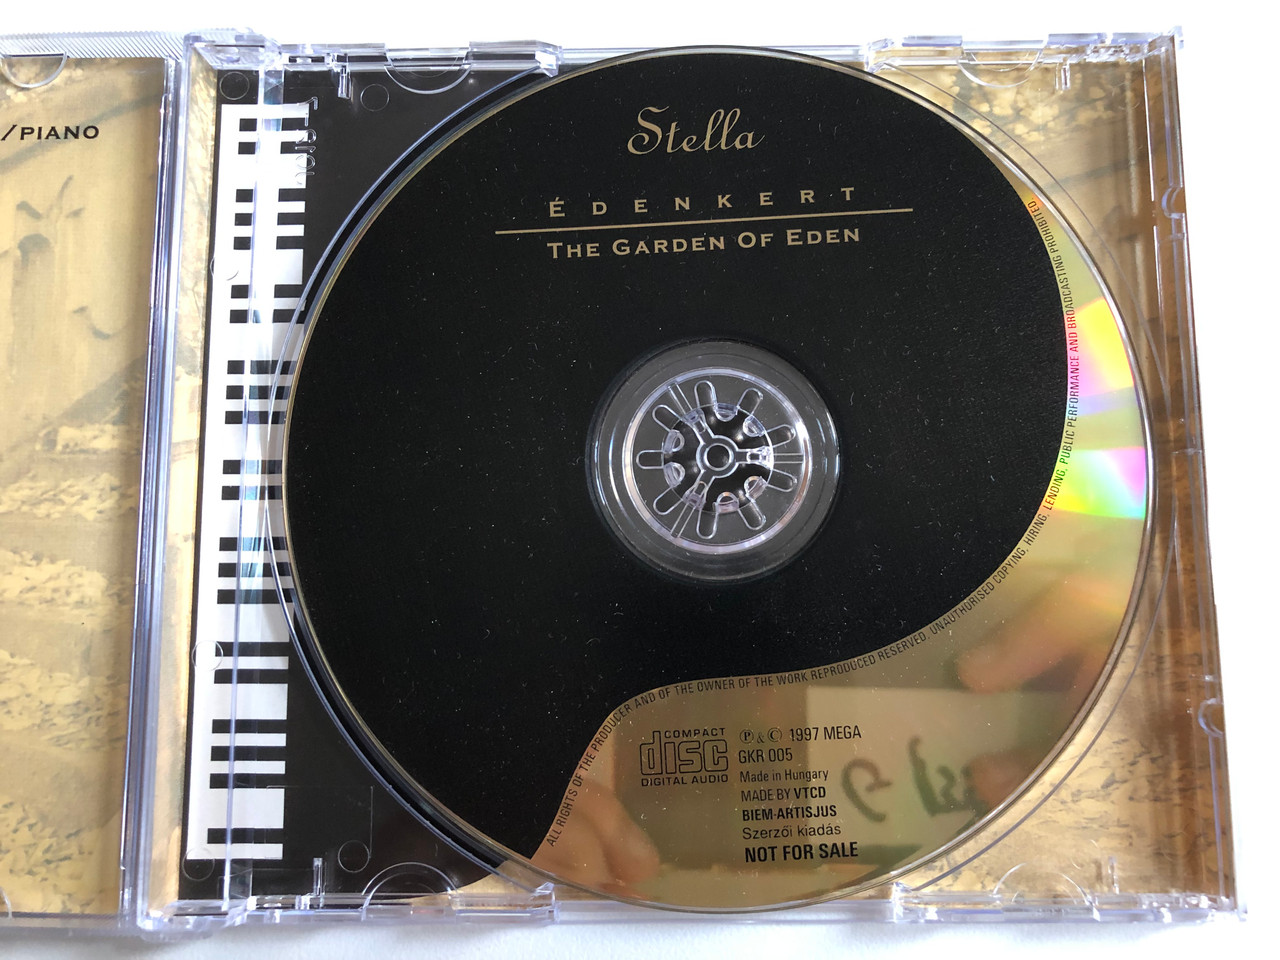 /PIANO
Stella
ÉDENKERT
THE GARDEN OF EDEN
ALL RIGHTS OF THE PRODUCER AND OF THE OWNER OF THE WORK REPRODUCED RESERVED. UNAUTHORISED COPYING, HIRING, LENDING, PUBLIC PERFORMANCE AND BROADCASTING PROHIBITED
COMPACT
disc
DIGITAL AUDIO
℗ & © 1997 MEGA
GKR 005
Made in Hungary
MADE BY VTCD
BIEM-ARTISJUS
Szerzői kiadás
NOT FOR SALE